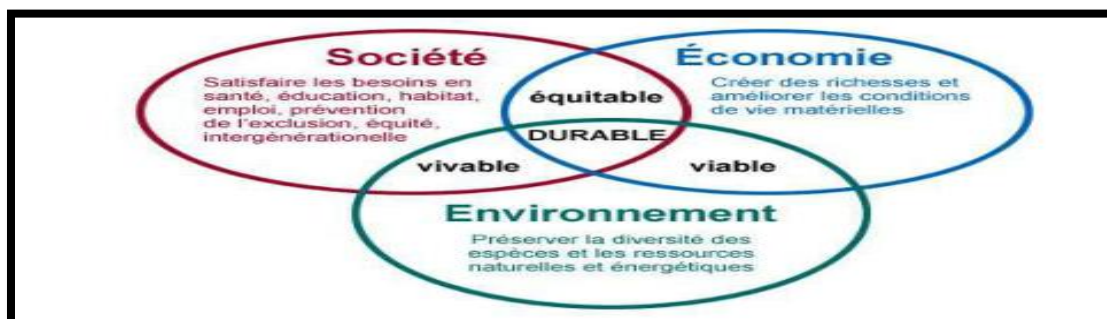 Société
Satisfaire les besoins en
santé, éducation, habitat,
emploi, prévention
de l'exclusion, équité,
intergénérationelle
Économie
Créer des richesses et
améliorer les conditions
de vie matérielles
équitable
DURABLE
vivable
viable
Environnement
Préserver la diversité des
espèces et les ressources
naturelles et énergétiques